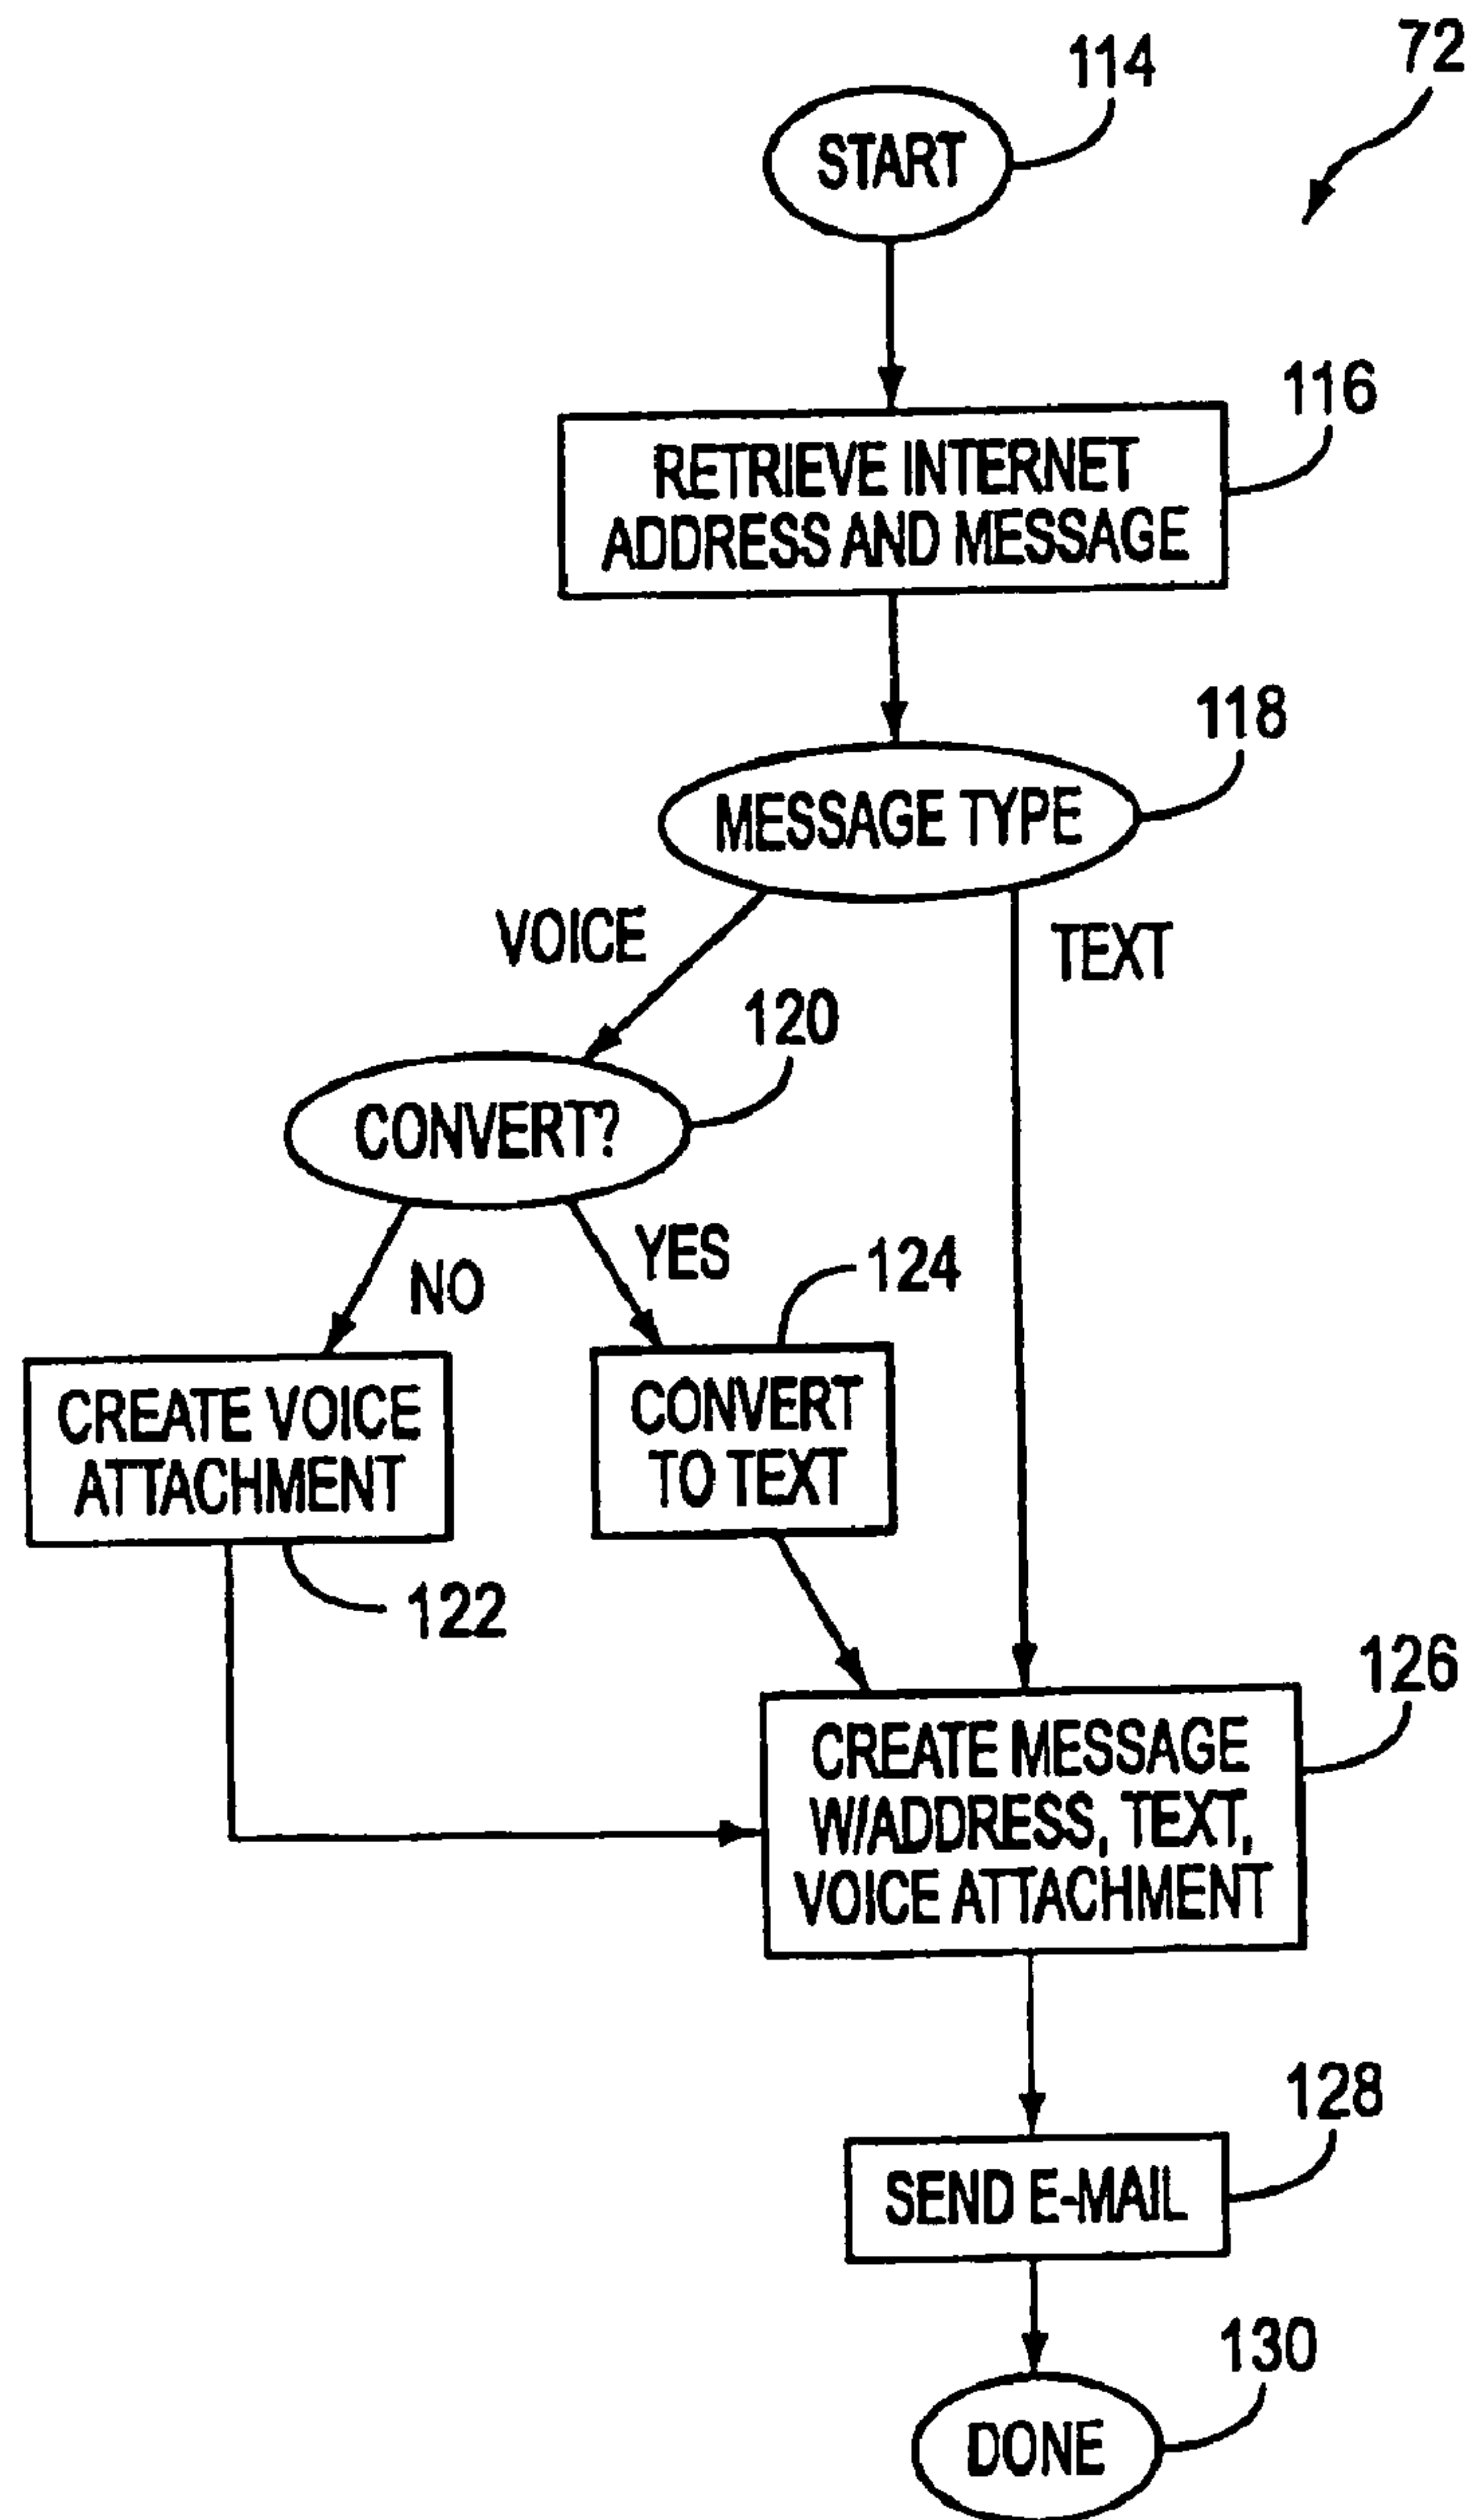 72
114
START
116
RETRIEVE INTERNET
ADDRESS AND MESSAGE
118
MESSAGE TYPE
VOICE
TEXT
120
CONVERT?
NO
YES
124
CREATE VOICE
ATTACHMENT
CONVERT
TO TEXT
122
126
CREATE MESSAGE
W/ADDRESS, TEXT,
VOICE ATTACHMENT
128
SEND E-MAIL
130
DONE